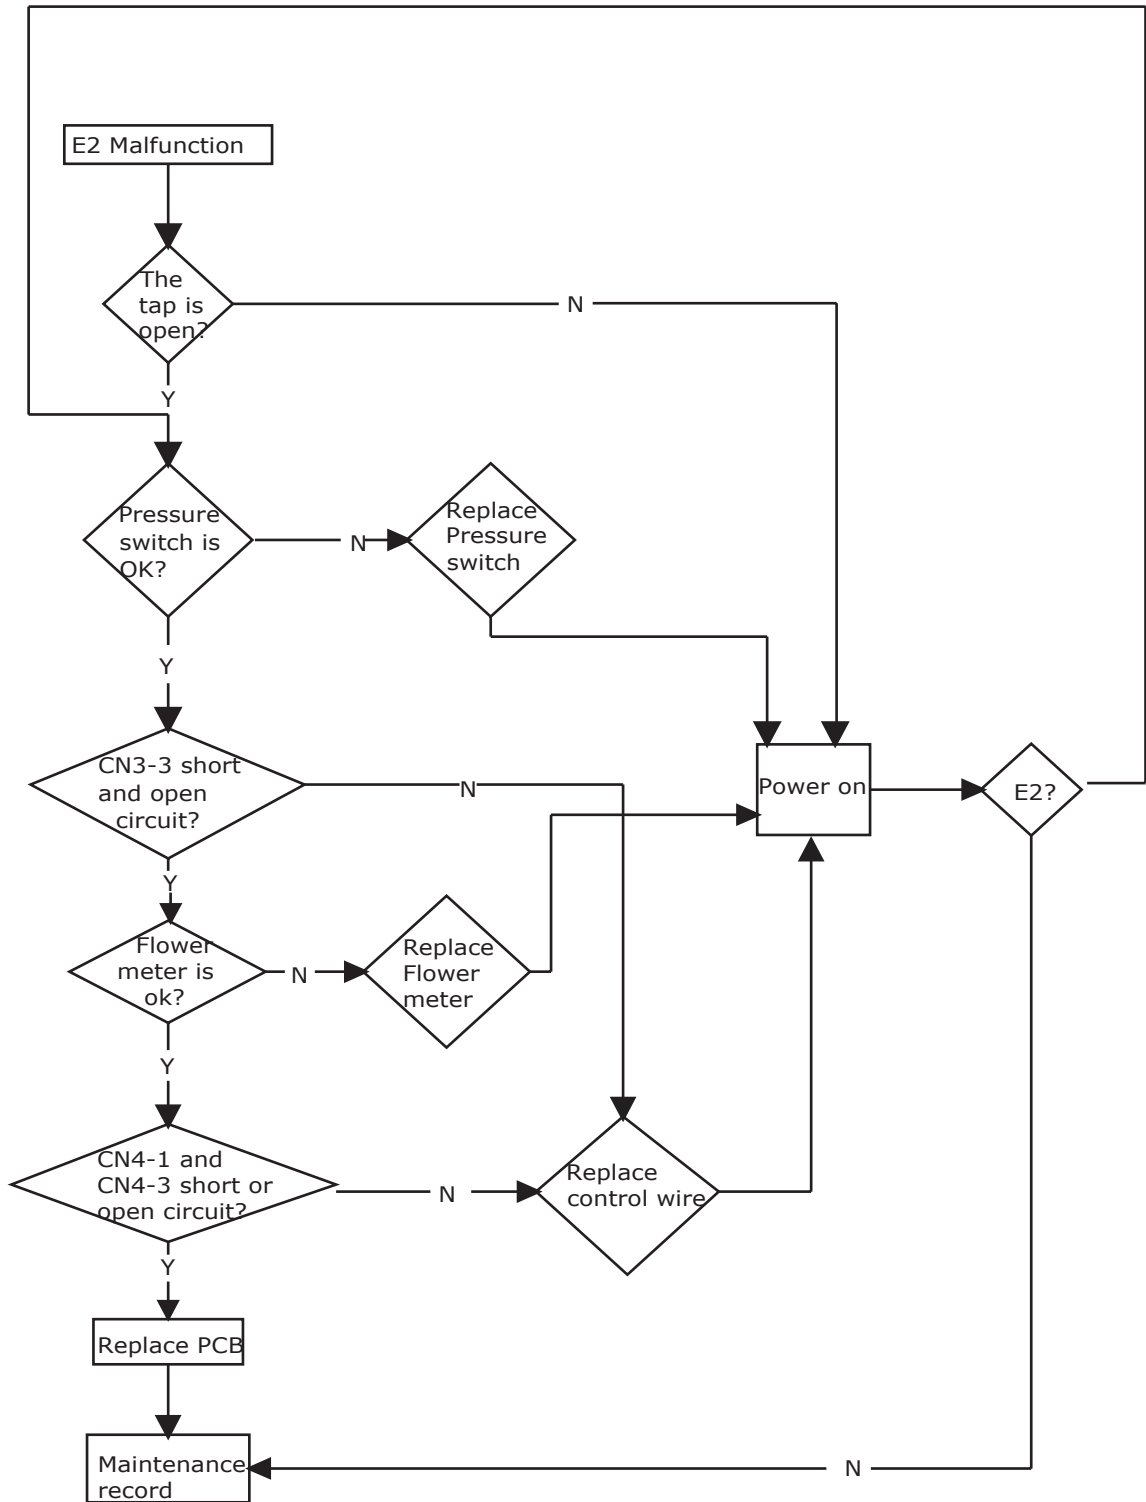 E2 Malfunction
The
tap is
open?
N
Y
Pressure
switch is
OK?
N
Replace
Pressure
switch
Y
CN3-3 short
and open
circuit?
N
Power on
E2?
Y
Flower
meter is
ok?
N
Replace
Flower
meter
Y
CN4-1 and
CN4-3 short or
open circuit?
N
Replace
control wire
Y
Replace PCB
Maintenance
record
N